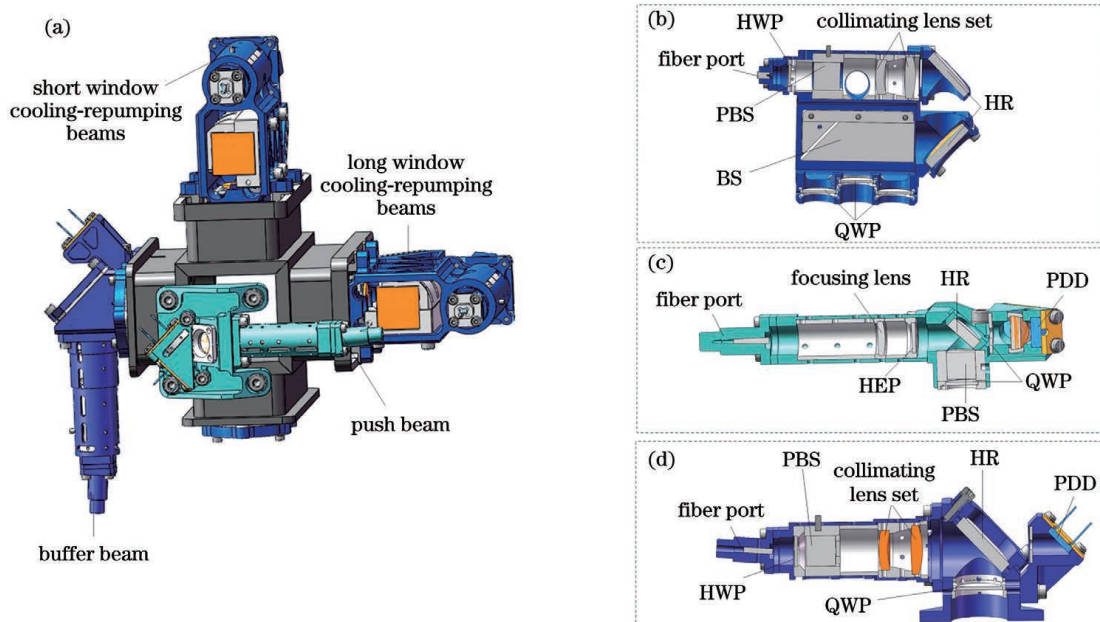 (a)
short window
cooling-repumping
beams
long window
cooling-repumping
beams
push beam
buffer beam
(b)
HWP
collimating lens set
fiber port
PBS
HR
BS
QWP
(c)
focusing lens
HR
PDD
fiber port
HEP
QWP
PBS
(d)
PBS
collimating
lens set
HR
PDD
fiber port
HWP
QWP